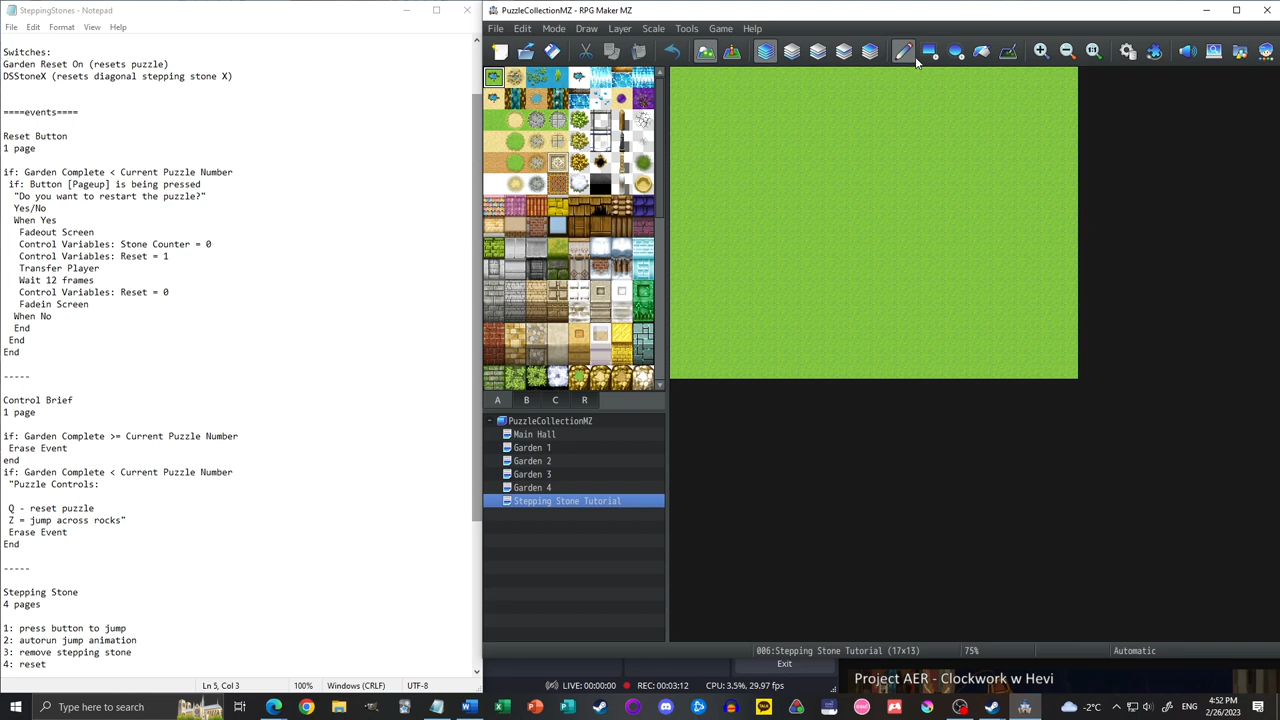 SteppingStones - Notepad
File Edit Format View Help
Switches:
Garden Reset On (resets puzzle)
DSStoneX (resets diagonal stepping stone X)
====events====
Reset Button
1 page
if: Garden Complete < Current Puzzle Number
if: Button [Pageup] is being pressed
"Do you want to restart the puzzle?"
Yes/No
When Yes
Fadeout Screen
Control Variables: Stone Counter = 0
Control Variables: Reset = 1
Transfer Player
Wait 12 frames
Control Variables: Reset = 0
Fadein Screen
When No
End
End
End
-----
Control Brief
1 page
if: Garden Complete >= Current Puzzle Number
Erase Event
end
if: Garden Complete < Current Puzzle Number
"Puzzle Controls:
Q - reset puzzle
Z = jump across rocks"
Erase Event
End
-----
Stepping Stone
4 pages
1: press button to jump
2: autorun jump animation
3: remove stepping stone
4: reset
Ln 5, Col 3 100% Windows (CRLF) UTF-8
PuzzleCollectionMZ - RPG Maker MZ
File Edit Mode Draw Layer Scale Tools Game Help
A B C R
PuzzleCollectionMZ
Main Hall
Garden 1
Garden 2
Garden 3
Garden 4
Stepping Stone Tutorial
006:Stepping Stone Tutorial (17×13) 75% Automatic
Exit
LIVE: 00:00:00 REC: 00:03:12 CPU: 3.5%, 29.97 fps
Project AER - Clockwork w Hevi
Type here to search
-2°C
4:52 PM
2/26/2023